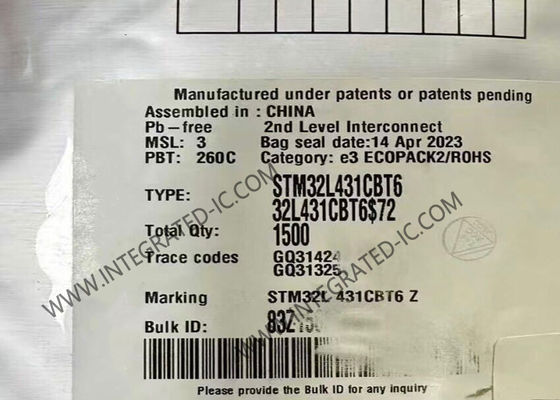 Manufactured under patents or patents pending
Assembled in : CHINA
Pb-free 2nd Level Interconnect
MSL: 3 Bag seal date:14 Apr 2023
PBT: 260C Category: e3 ECOPACK2/ROHS
TYPE: STM32L431CBT6
32L431CBT6$72
Total Qty: 1500
Trace codes GQ31424
GQ31325
Marking STM32L 431CBT6 Z
Bulk ID:
Please provide the Bulk ID for any inquiry
WWW.INTEGRATED-IC.COM
WWW.INTEGRATED-IC.COM